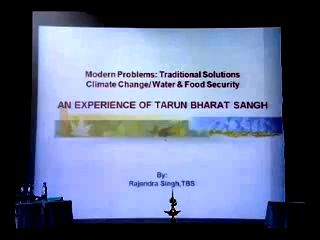 Modern Problems: Traditional Solutions
Climate Change/ Water & Food Security
AN EXPERIENCE OF TARUN BHARAT SANGH
By:
Rajendra Singh,TBS